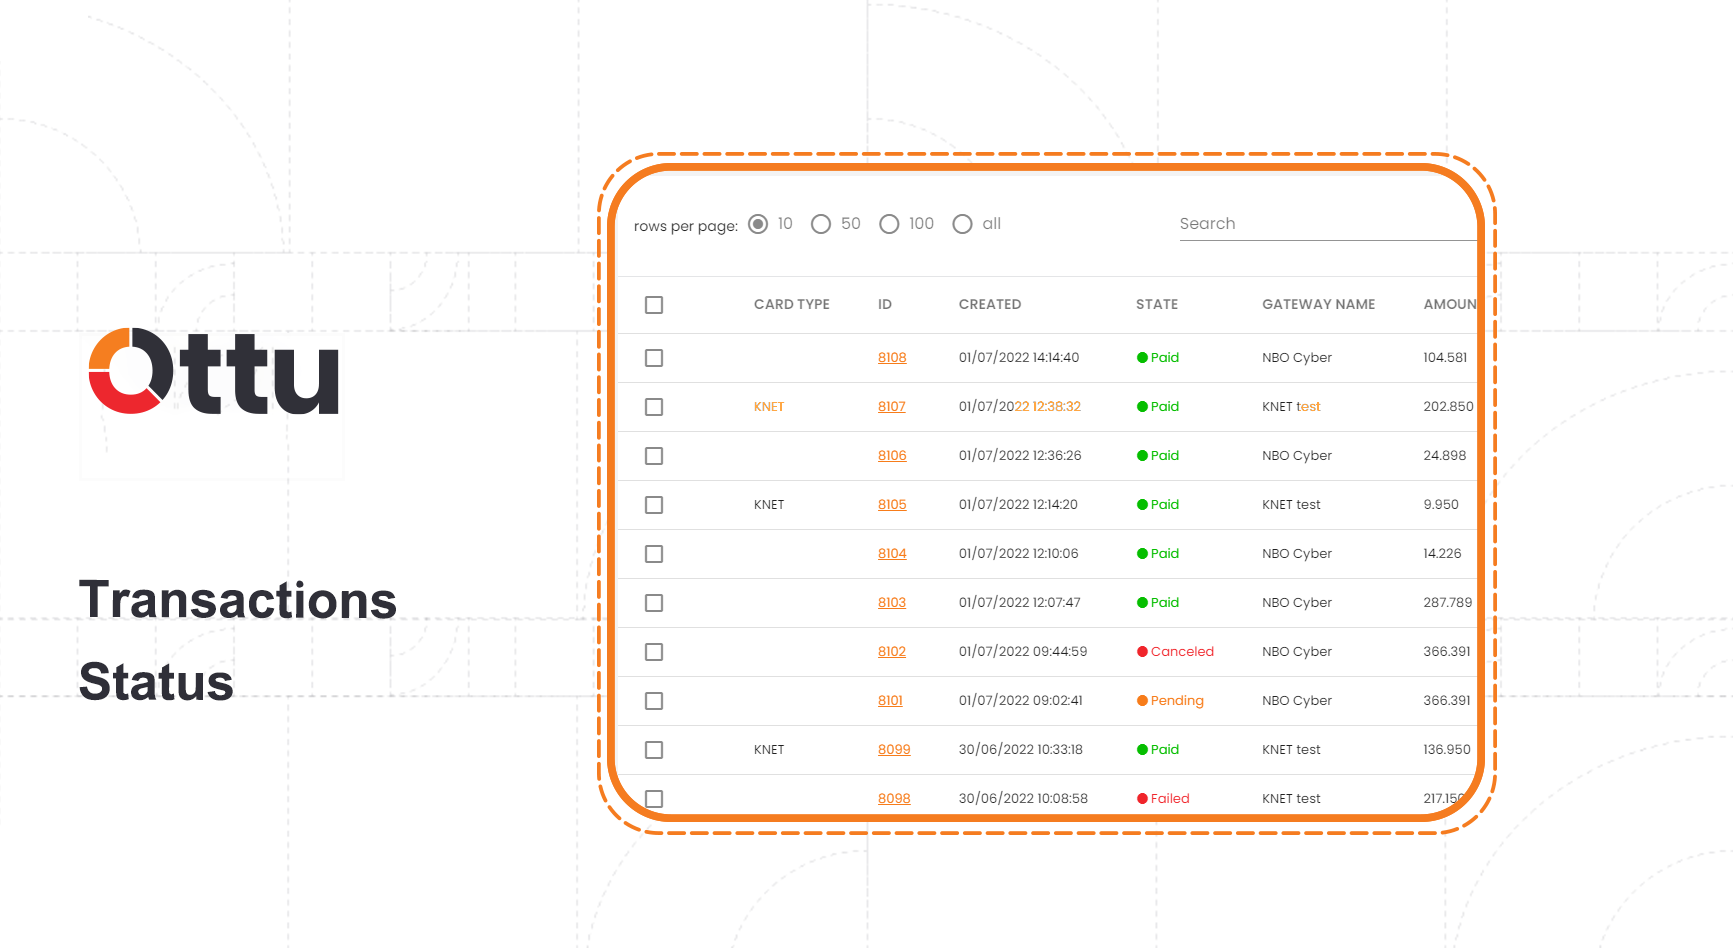 Ottu
Transactions
Status
rows per page: 10 50 100 all Search
CARD TYPE ID CREATED STATE GATEWAY NAME AMOUN
8108 01/07/2022 14:14:40 Paid NBO Cyber 104.581
KNET 8107 01/07/2022 12:38:32 Paid KNET test 202.850
8106 01/07/2022 12:36:26 Paid NBO Cyber 24.898
KNET 8105 01/07/2022 12:14:20 Paid KNET test 9.950
8104 01/07/2022 12:10:06 Paid NBO Cyber 14.226
8103 01/07/2022 12:07:47 Paid NBO Cyber 287.789
8102 01/07/2022 09:44:59 Canceled NBO Cyber 366.391
8101 01/07/2022 09:02:41 Pending NBO Cyber 366.391
KNET 8099 30/06/2022 10:33:18 Paid KNET test 136.950
8098 30/06/2022 10:08:58 Failed KNET test 217.150